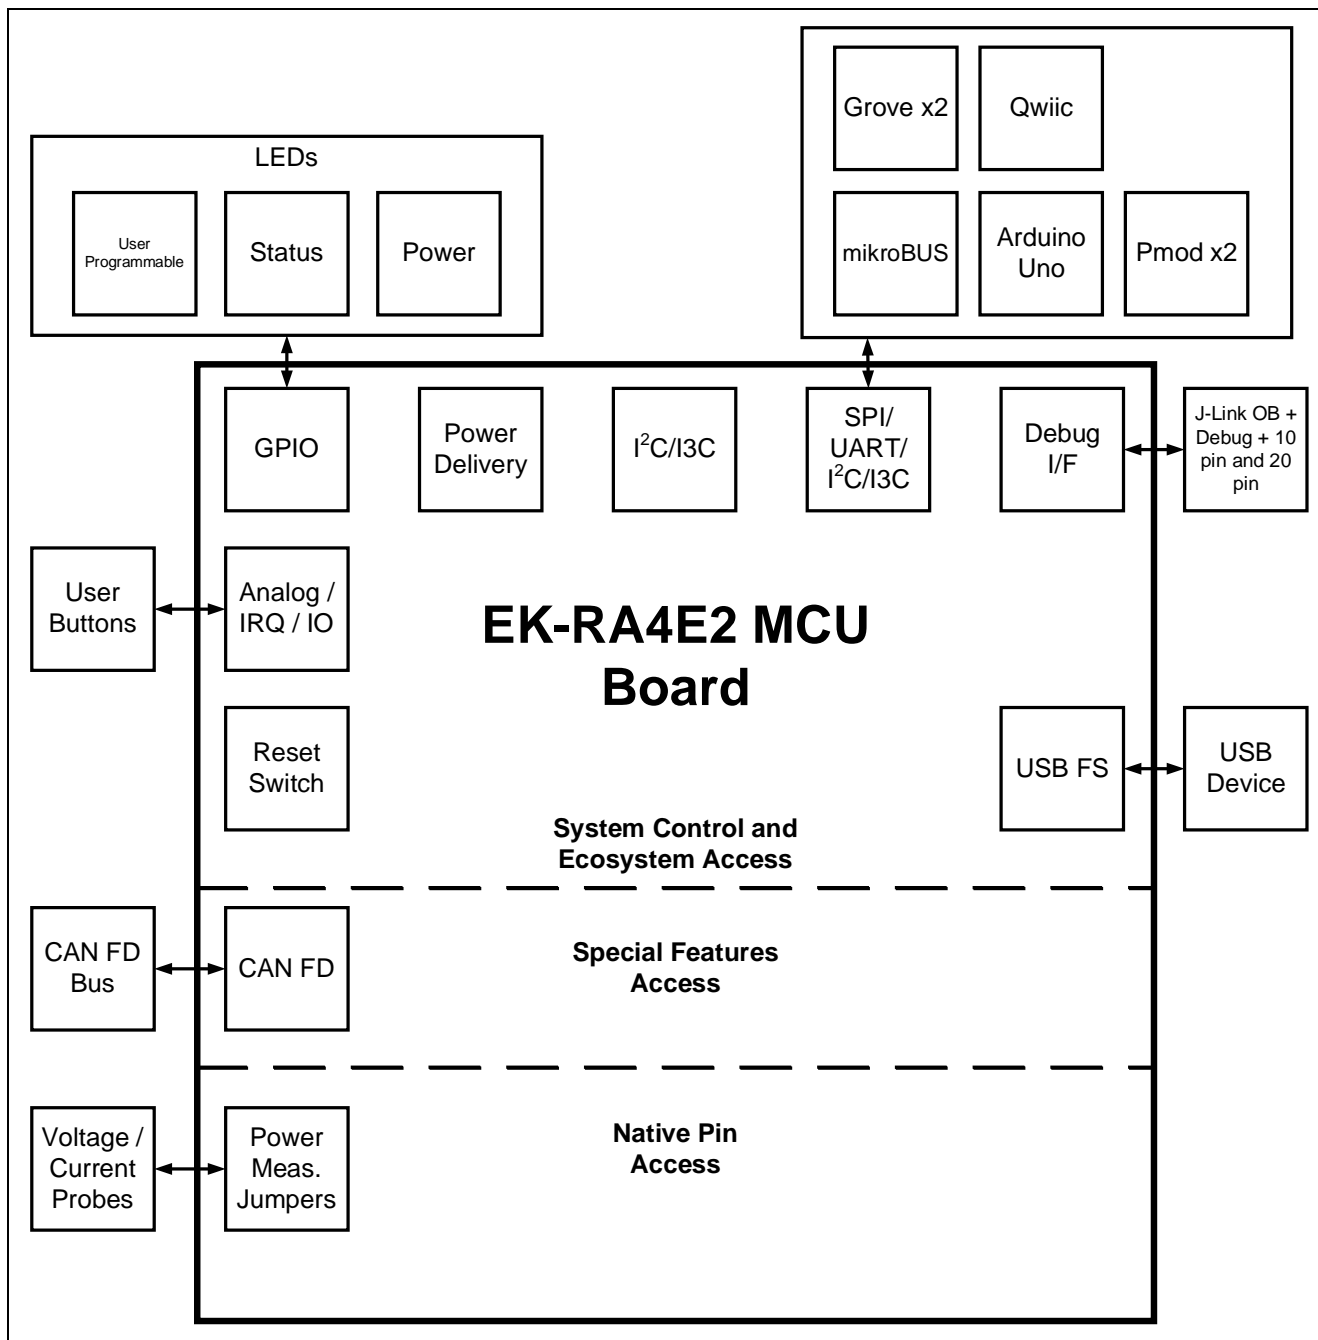 Grove x2
Qwiic
LEDs
User
Programmable
Status
Power
mikroBUS
Arduino
Uno
Pmod x2
GPIO
Power
Delivery
I²C/I3C
SPI/
UART/
I²C/I3C
Debug
I/F
J-Link OB +
Debug + 10
pin and 20
pin
User
Buttons
Analog /
IRQ / IO
EK-RA4E2 MCU
Board
Reset
Switch
USB FS
USB
Device
System Control and
Ecosystem Access
CAN FD
Bus
CAN FD
Special Features
Access
Voltage /
Current
Probes
Power
Meas.
Jumpers
Native Pin
Access